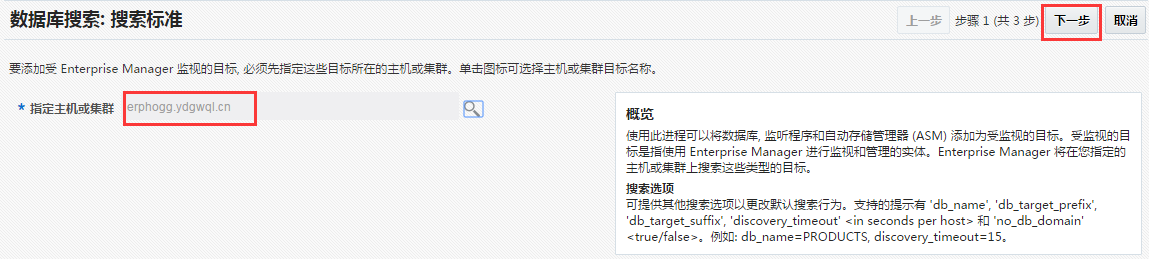 数据库搜索: 搜索标准
上一步 步骤 1 (共 3 步) 下一步 取消
要添加受 Enterprise Manager 监视的目标, 必须先指定这些目标所在的主机或集群。单击图标可选择主机或集群目标名称。
* 指定主机或集群 erphogg.ydgwql.cn
概览
使用此进程可以将数据库, 监听程序和自动存储管理器 (ASM) 添加为受监视的目标。受监视的目
标是指使用 Enterprise Manager 进行监视和管理的实体。Enterprise Manager 将在您指定的
主机或集群上搜索这些类型的目标。
搜索选项
可提供其他搜索选项以更改默认搜索行为。支持的提示有 'db_name', 'db_target_prefix',
'db_target_suffix', 'discovery_timeout' <in seconds per host> 和 'no_db_domain'
<true/false>。例如: db_name=PRODUCTS, discovery_timeout=15。